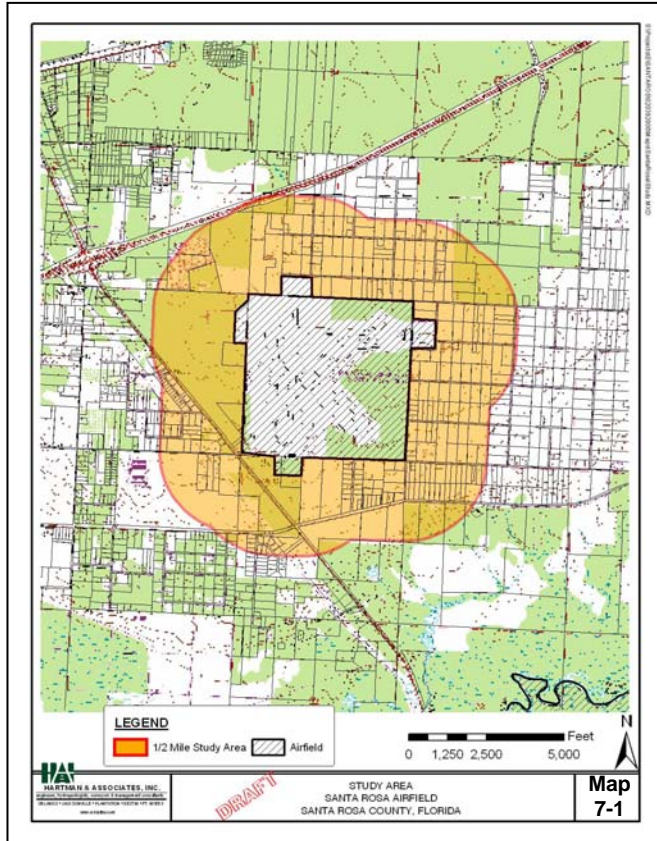 LEGEND
1/2 Mile Study Area
Airfield
Feet
0 1,250 2,500 5,000
N
HAI
HARTMAN & ASSOCIATES, INC.
DRAFT
STUDY AREA
SANTA ROSA AIRFIELD
SANTA ROSA COUNTY, FLORIDA
Map
7-1